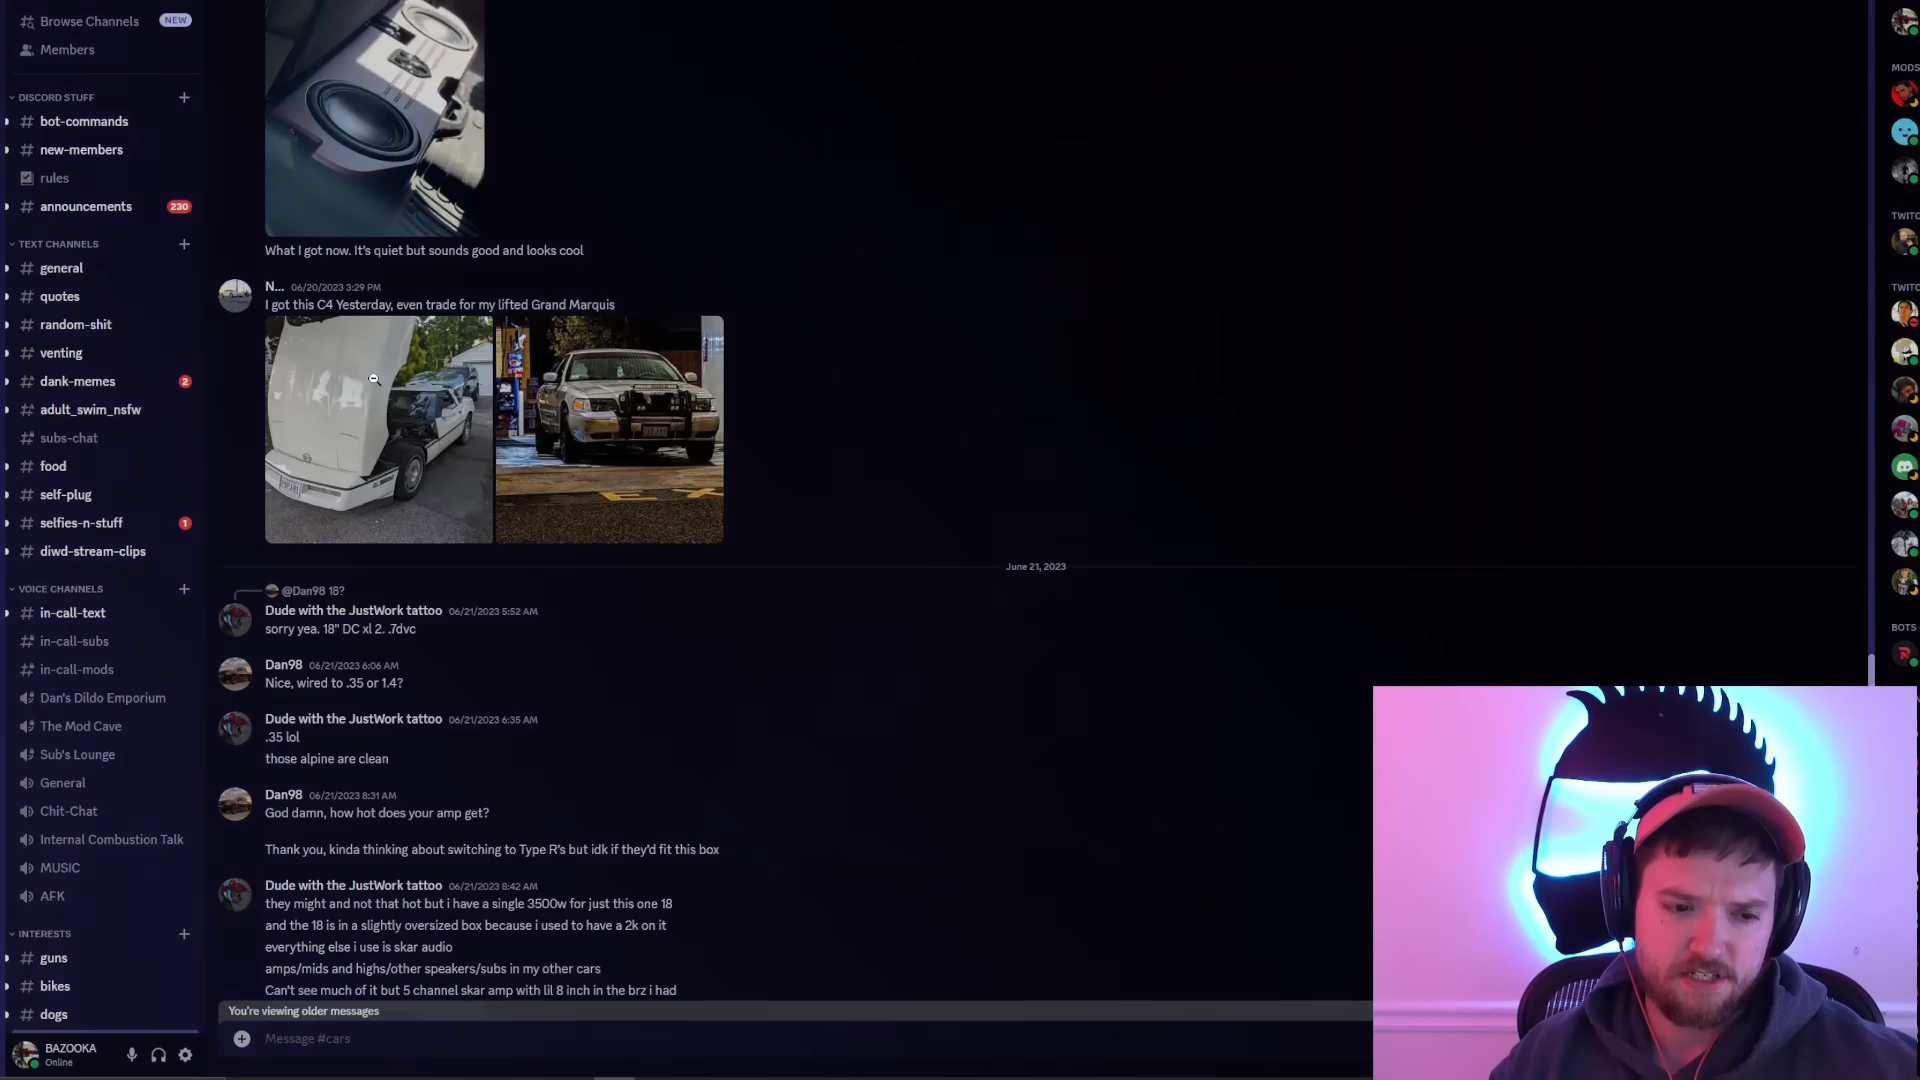 Browse Channels NEW
Members
DISCORD STUFF
bot-commands
new-members
rules
announcements 230
TEXT CHANNELS
general
quotes
random-shit
venting
dank-memes 2
adult_swim_nsfw
subs-chat
food
self-plug
selfies-n-stuff 1
diwd-stream-clips
VOICE CHANNELS
in-call-text
in-call-subs
in-call-mods
Dan's Dildo Emporium
The Mod Cave
Sub's Lounge
General
Chit-Chat
Internal Combustion Talk
MUSIC
AFK
INTERESTS
guns
bikes
dogs
BAZOOKA
Online
What I got now. It's quiet but sounds good and looks cool
N... 06/20/2023 3:29 PM
I got this C4 Yesterday, even trade for my lifted Grand Marquis
June 21, 2023
@Dan98 18?
Dude with the JustWork tattoo 06/21/2023 5:52 AM
sorry yea. 18" DC xl 2. .7dvc
Dan98 06/21/2023 6:06 AM
Nice, wired to .35 or 1.4?
Dude with the JustWork tattoo 06/21/2023 6:35 AM
.35 lol
those alpine are clean
Dan98 06/21/2023 8:31 AM
God damn, how hot does your amp get?
Thank you, kinda thinking about switching to Type R's but idk if they'd fit this box
Dude with the JustWork tattoo 06/21/2023 8:42 AM
they might and not that hot but i have a single 3500w for just this one 18
and the 18 is in a slightly oversized box because i used to have a 2k on it
everything else i use is skar audio
amps/mids and highs/other speakers/subs in my other cars
Can't see much of it but 5 channel skar amp with lil 8 inch in the brz i had
You're viewing older messages
Message #cars
MODS
TWITC
TWITC
BOTS